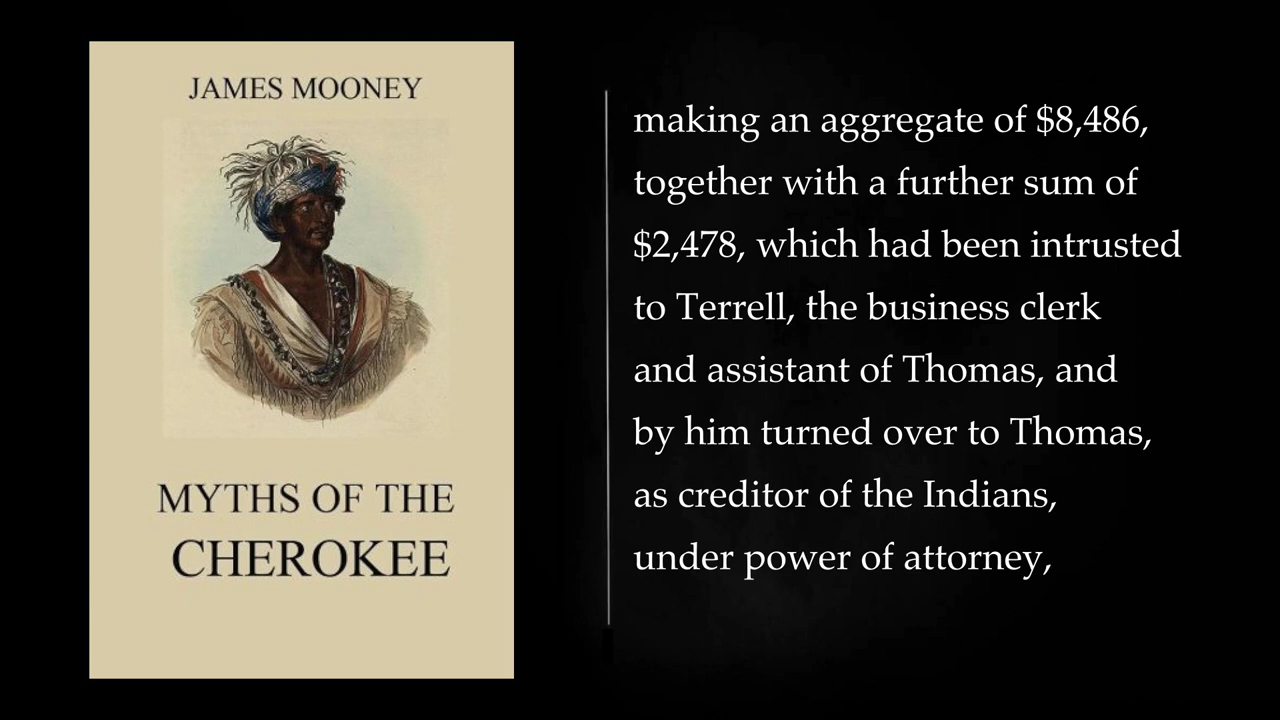 JAMES MOONEY
MYTHS OF THE
CHEROKEE
making an aggregate of $8,486,
together with a further sum of
$2,478, which had been intrusted
to Terrell, the business clerk
and assistant of Thomas, and
by him turned over to Thomas,
as creditor of the Indians,
under power of attorney,